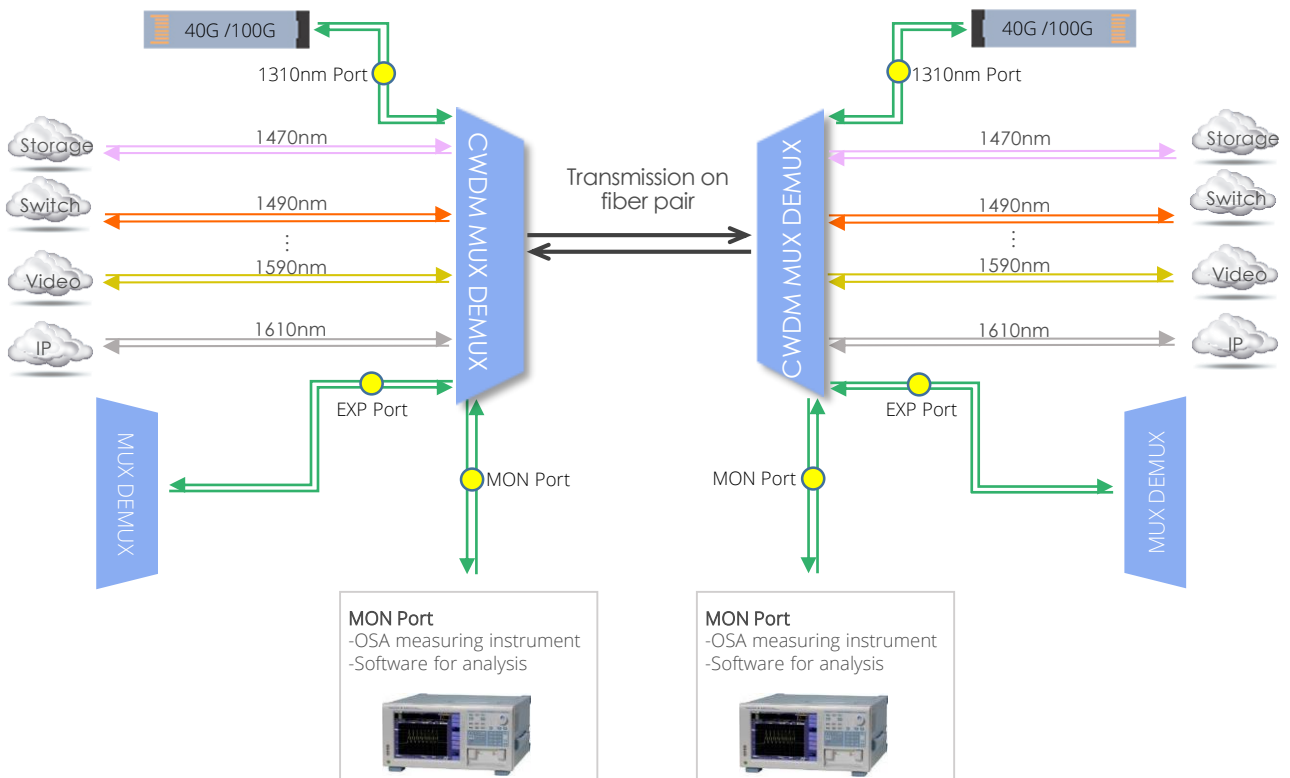 40G /100G
40G /100G
1310nm Port
1310nm Port
Storage
1470nm
1470nm
Storage
Switch
1490nm
1490nm
Switch
Transmission on
fiber pair
⋮
⋮
Video
1590nm
1590nm
Video
IP
1610nm
1610nm
IP
CWDM MUX DEMUX
CWDM MUX DEMUX
EXP Port
EXP Port
MUX DEMUX
MUX DEMUX
MON Port
MON Port
MON Port
-OSA measuring instrument
-Software for analysis
MON Port
-OSA measuring instrument
-Software for analysis